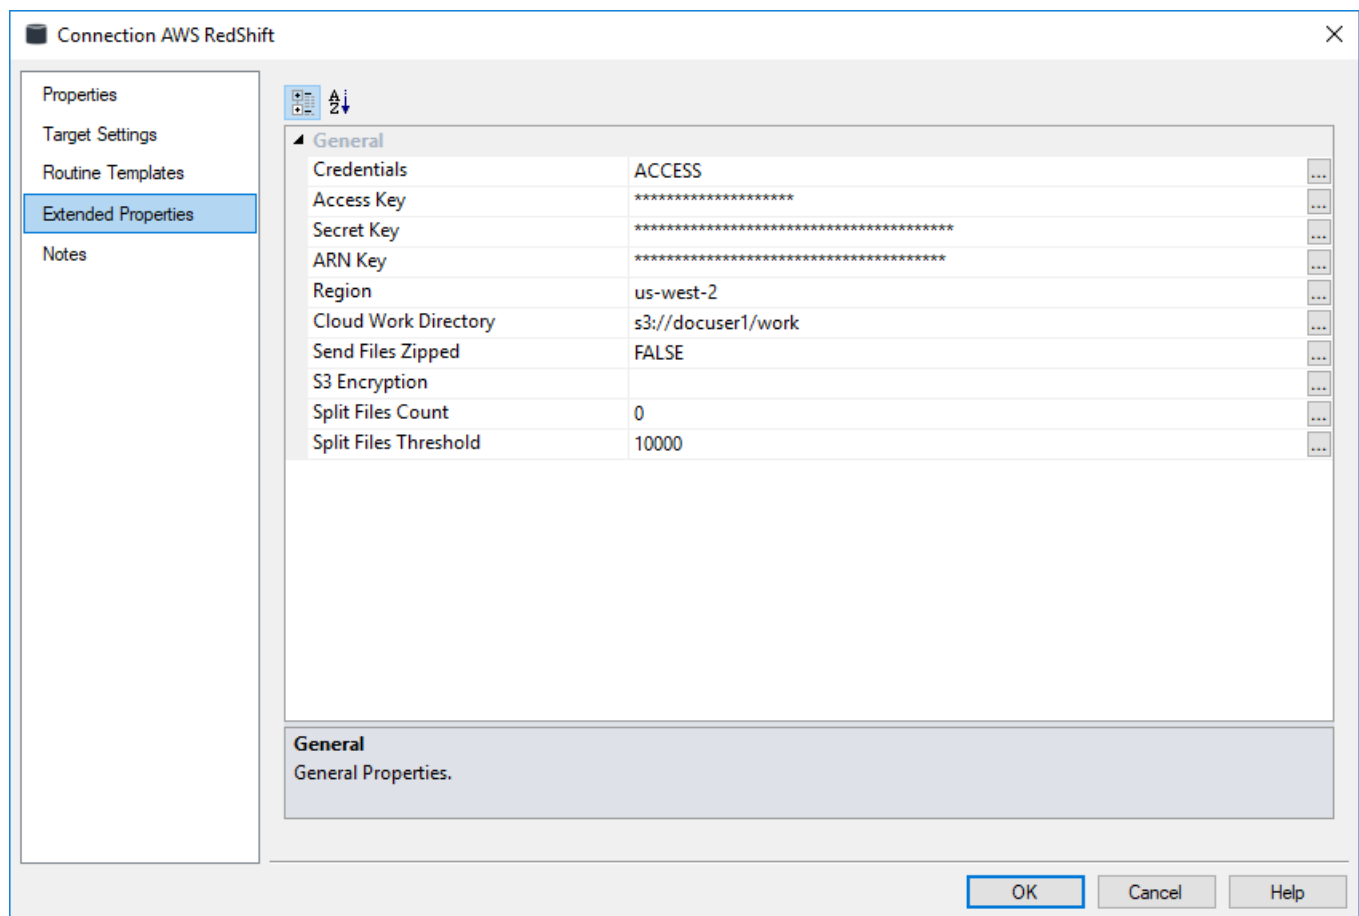 Connection AWS RedShift
Properties
Target Settings
Routine Templates
Extended Properties
Notes
General
Credentials ACCESS
Access Key ********************
Secret Key ****************************************
ARN Key ***************************************
Region us-west-2
Cloud Work Directory s3://docuser1/work
Send Files Zipped FALSE
S3 Encryption
Split Files Count 0
Split Files Threshold 10000
General
General Properties.
OK Cancel Help